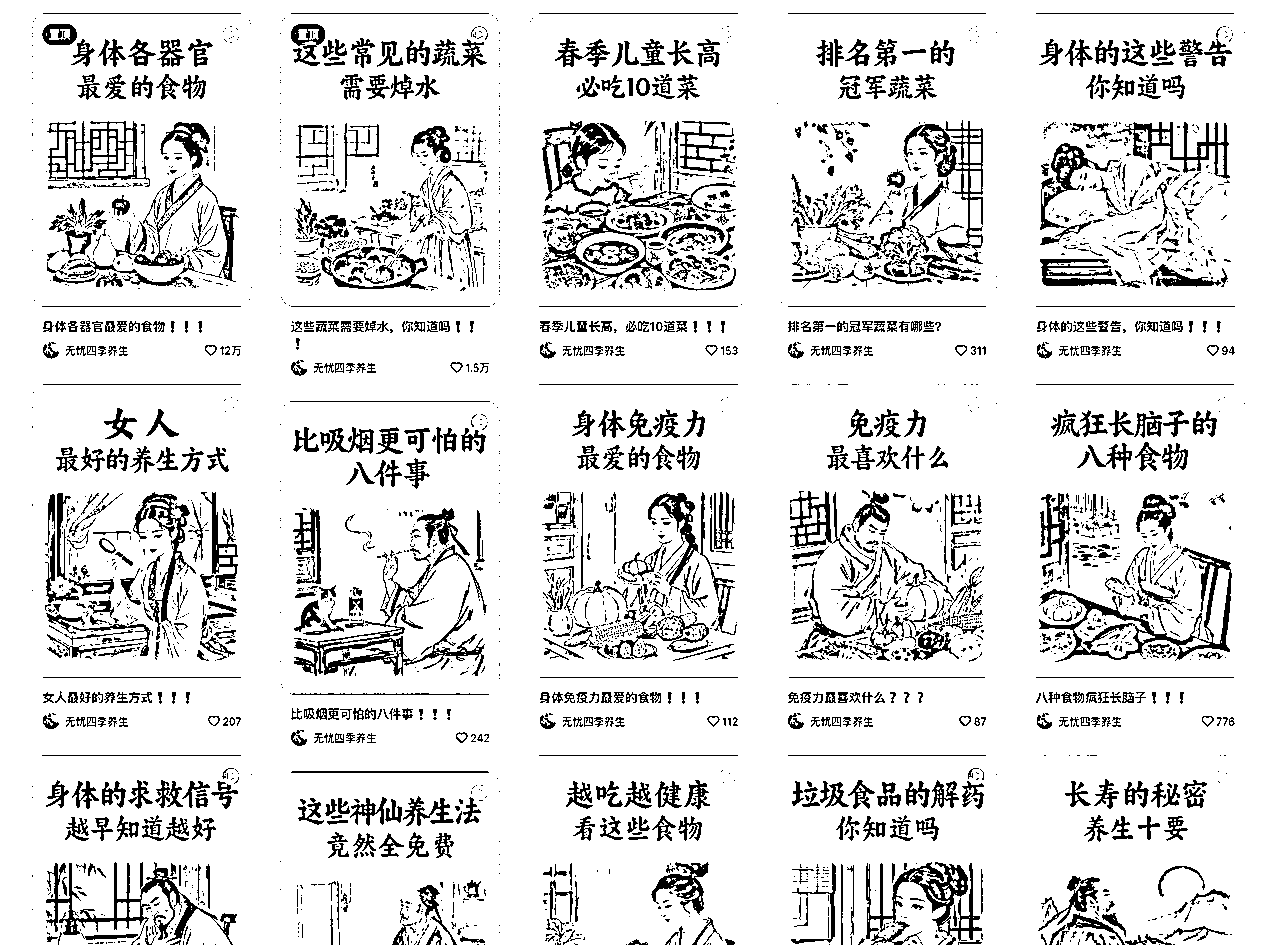 置顶
身体各器官
最爱的食物
身体各器官最爱的食物！！！
无忧四季养生
12万
置顶
这些常见的蔬菜
需要焯水
这些蔬菜需要焯水，你知道吗！！
！
无忧四季养生
1.6万
春季儿童长高
必吃10道菜
春季儿童长高，必吃10道菜！！！
无忧四季养生
153
排名第一的
冠军蔬菜
排名第一的冠军蔬菜有哪些？
无忧四季养生
311
身体的这些警告
你知道吗
身体的这些警告，你知道吗！！！
无忧四季养生
94
女人
最好的养生方式
女人最好的养生方式！！！
无忧四季养生
207
比吸烟更可怕的
八件事
比吸烟更可怕的八件事！！！
无忧四季养生
242
身体免疫力
最爱的食物
身体免疫力最爱的食物！！！
无忧四季养生
112
免疫力
最喜欢什么
免疫力最喜欢什么？？？
无忧四季养生
87
疯狂长脑子的
八种食物
八种食物疯狂长脑子！！！
无忧四季养生
776
身体的求救信号
越早知道越好
这些神仙养生法
竟然全免费
越吃越健康
看这些食物
垃圾食品的解药
你知道吗
长寿的秘密
养生十要